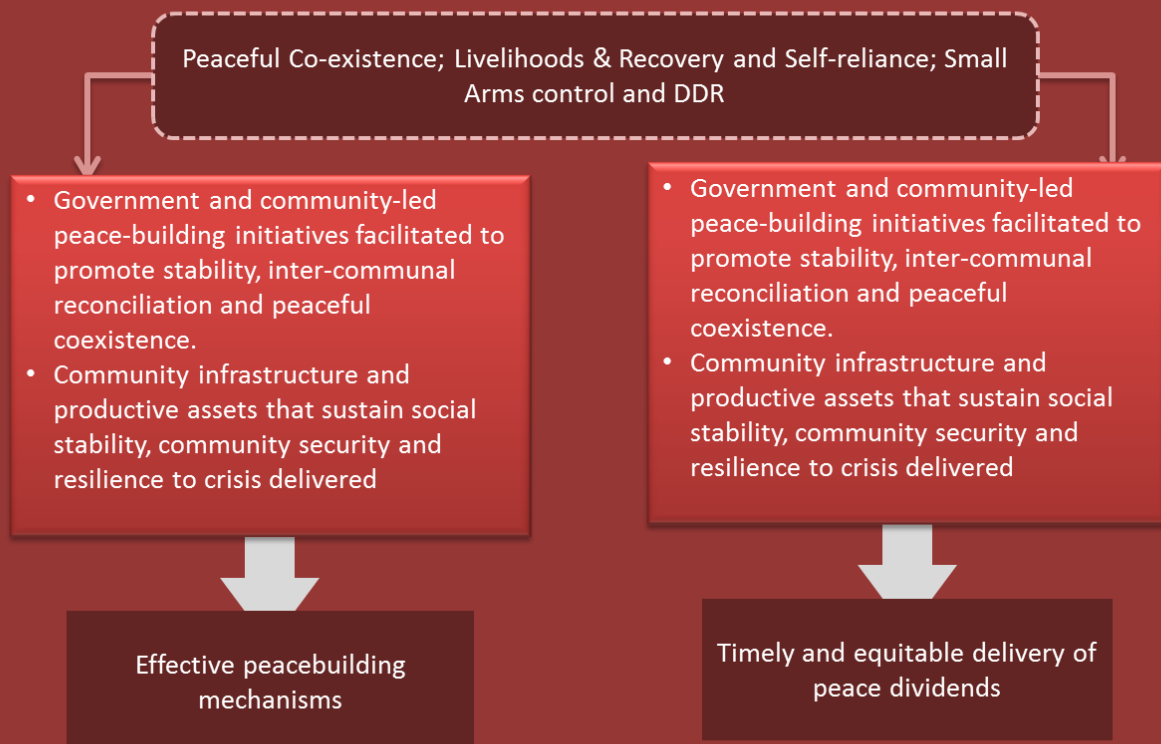 Peaceful Co-existence; Livelihoods & Recovery and Self-reliance; Small
Arms control and DDR
• Government and community-led
peace-building initiatives facilitated to
promote stability, inter-communal
reconciliation and peaceful
coexistence.
• Community infrastructure and
productive assets that sustain social
stability, community security and
resilience to crisis delivered
• Government and community-led
peace-building initiatives facilitated to
promote stability, inter-communal
reconciliation and peaceful
coexistence.
• Community infrastructure and
productive assets that sustain social
stability, community security and
resilience to crisis delivered
Effective peacebuilding
mechanisms
Timely and equitable delivery of
peace dividends